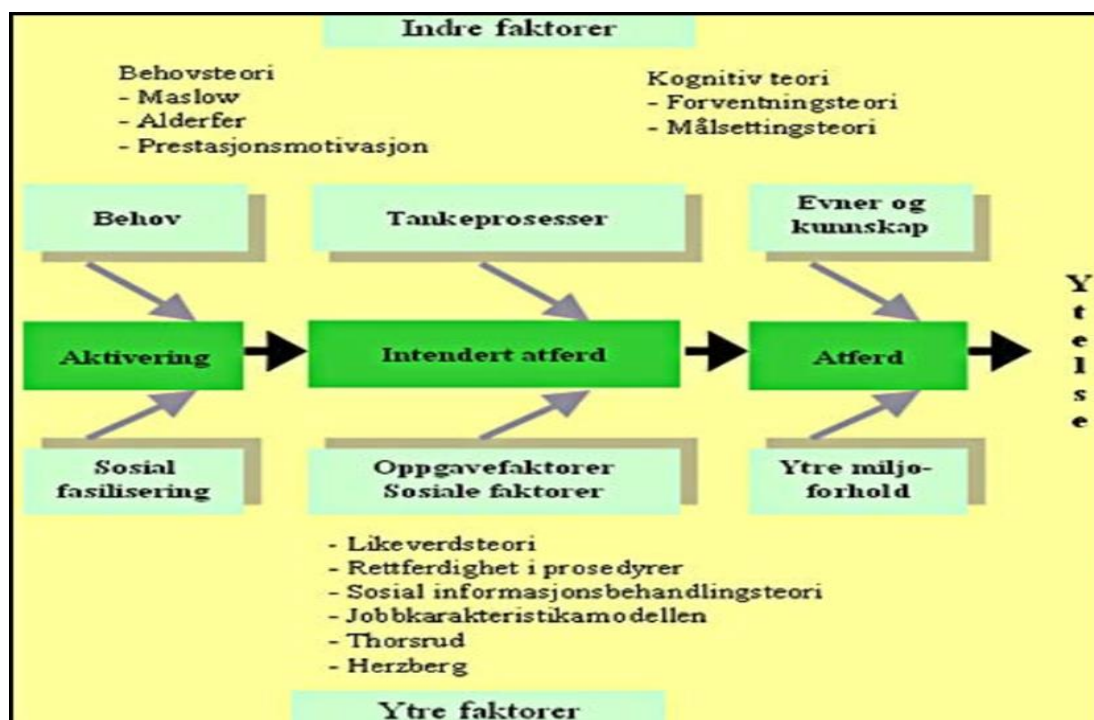 Indre faktorer
Behovsteori
- Maslow
- Alderfer
- Prestasjonsmotivasjon
Kognitiv teori
- Forventningsteori
- Målsettingsteori
Behov
Tankeprosesser
Evner og
kunnskap
Aktivering
Intendert atferd
Atferd
Ytelse
Sosial
fasilisering
Oppgavefaktorer
Sosiale faktorer
Ytre miljø-
forhold
- Likeverdsteori
- Rettferdighet i prosedyrer
- Sosial informasjonsbehandlingsteori
- Jobbkarakteristikamodellen
- Thorsrud
- Herzberg
Ytre faktorer